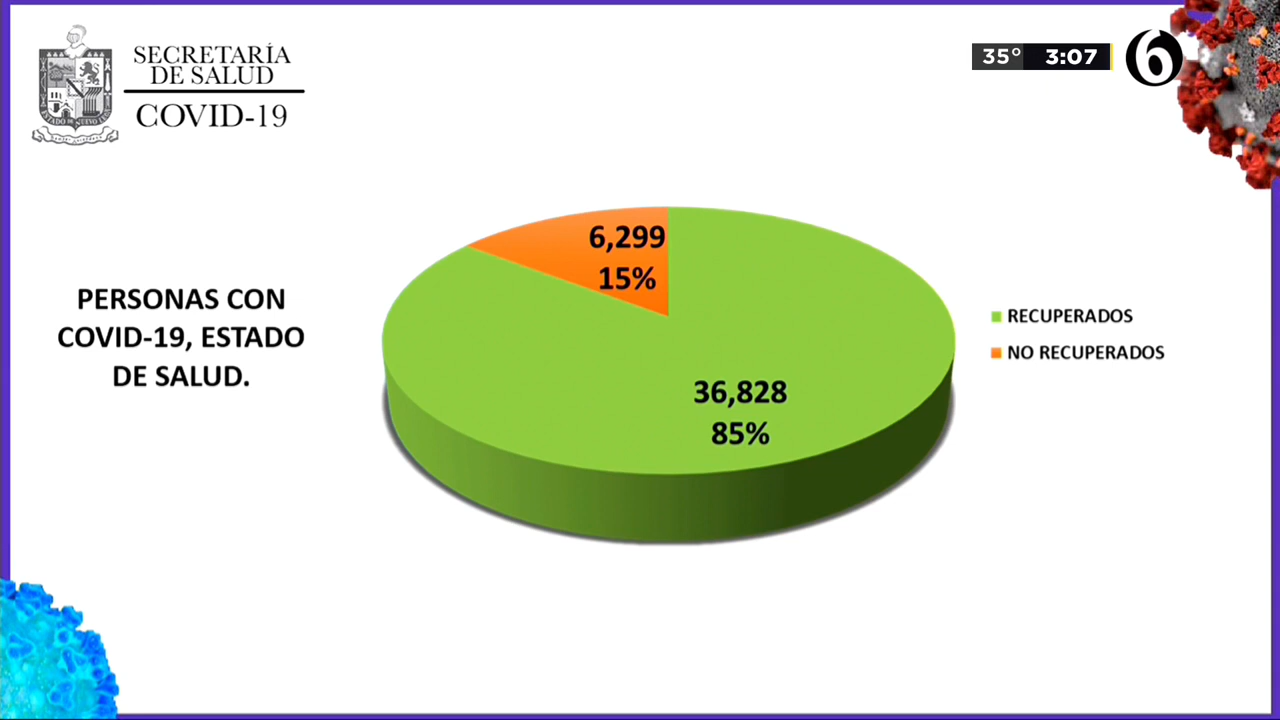 SECRETARÍA
DE SALUD
COVID-19
35° 3:07
6
6,299
15%
PERSONAS CON
COVID-19, ESTADO
DE SALUD.
RECUPERADOS
NO RECUPERADOS
36,828
85%